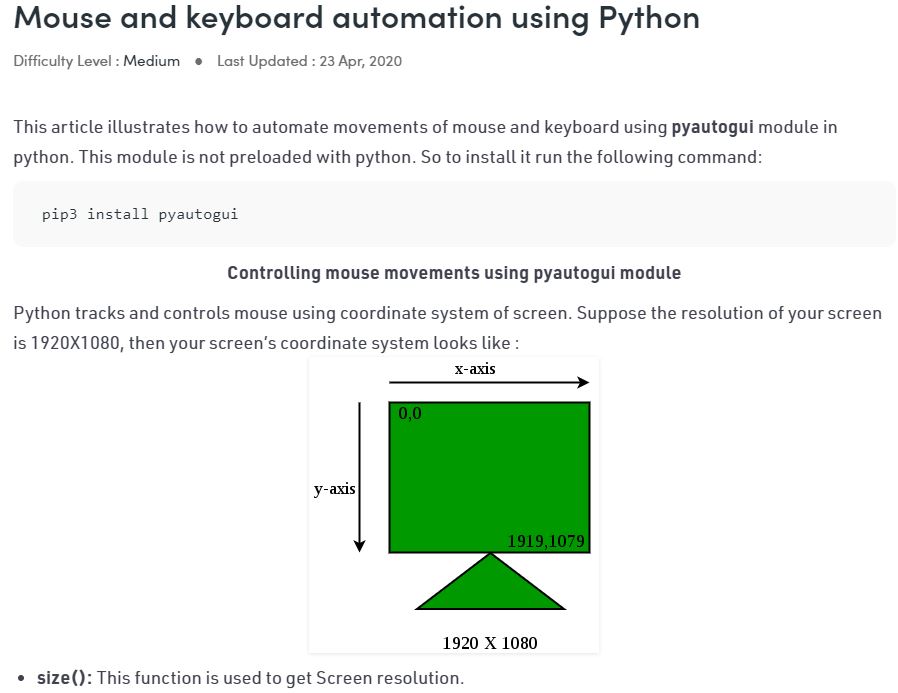 Mouse and keyboard automation using Python
Difficulty Level : Medium ● Last Updated : 23 Apr, 2020
This article illustrates how to automate movements of mouse and keyboard using pyautogui module in
python. This module is not preloaded with python. So to install it run the following command:
pip3 install pyautogui
Controlling mouse movements using pyautogui module
Python tracks and controls mouse using coordinate system of screen. Suppose the resolution of your screen
is 1920X1080, then your screen's coordinate system looks like :
x-axis
0,0
y-axis
1919,1079
1920 X 1080
• size(): This function is used to get Screen resolution.